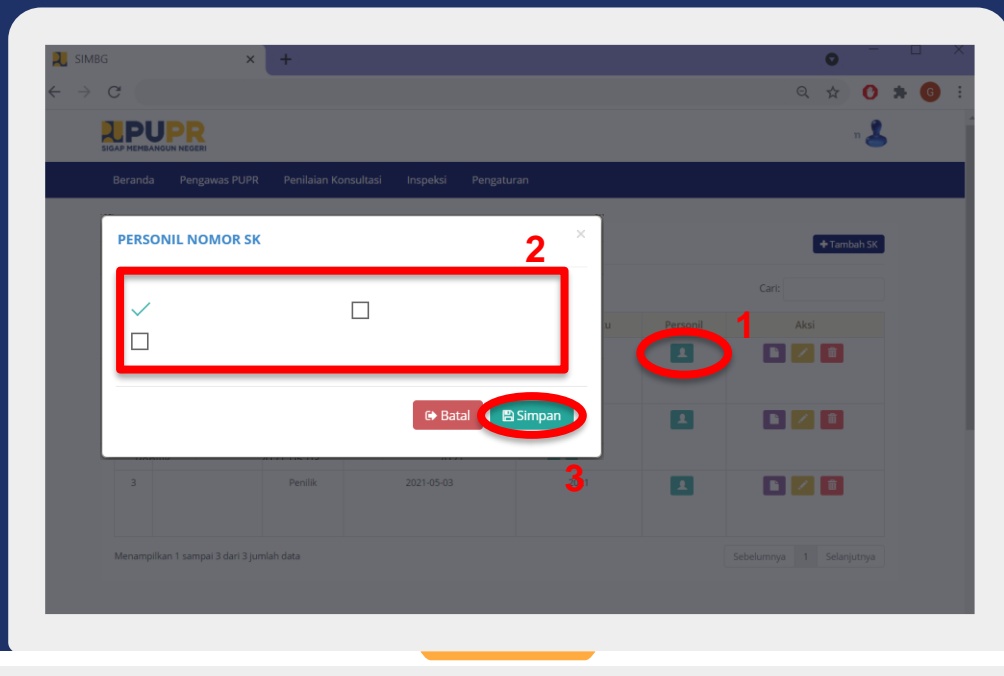 SIMBG
G
PUPR
SIGAP MEMBANGUN NEGERI
Beranda Pengawas PUPR Penilaian Konsultasi Inspeksi Pengaturan
PERSONIL NOMOR SK
2
+ Tambah SK
Cari:
Personil 1 Aksi
Batal Simpan
3
3 Penilik 2021-05-03
Menampilkan 1 sampai 3 dari 3 jumlah data
Sebelumnya 1 Selanjutnya